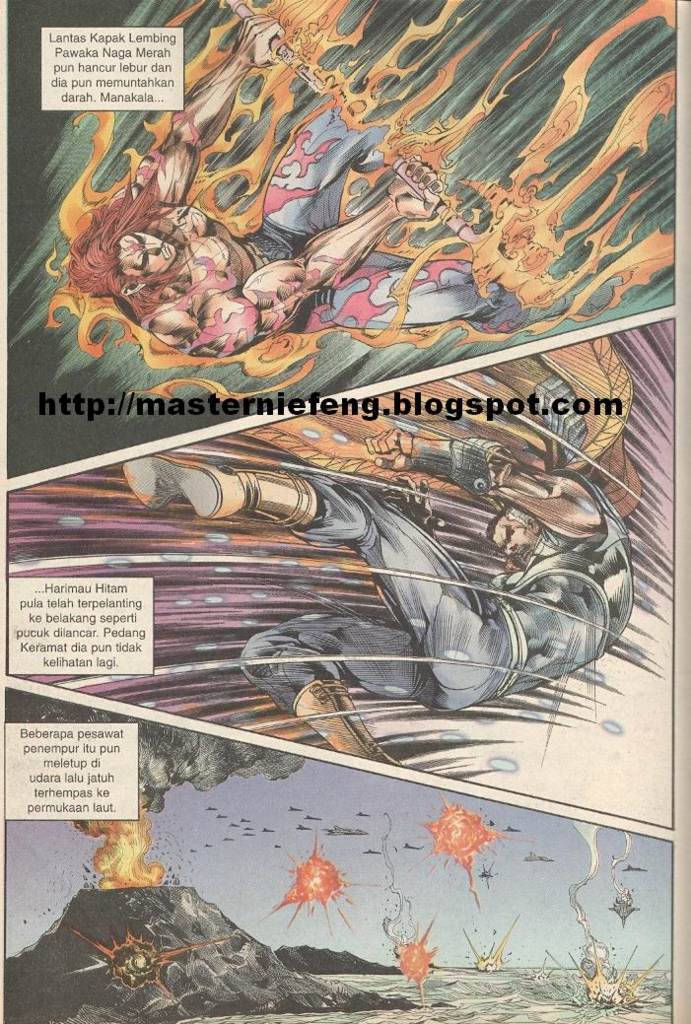 Lantas Kapak Lembing
Pawaka Naga Merah
pun hancur lebur dan
dia pun memuntahkan
darah. Manakala...
http://masterniefeng.blogspot.com
...Harimau Hitam
pula telah terpelanting
ke belakang seperti
pucuk dilancar. Pedang
Keramat dia pun tidak
kelihatan lagi.
Beberapa pesawat
penempur itu pun
meletup di
udara lalu jatuh
terhempas ke
permukaan laut.